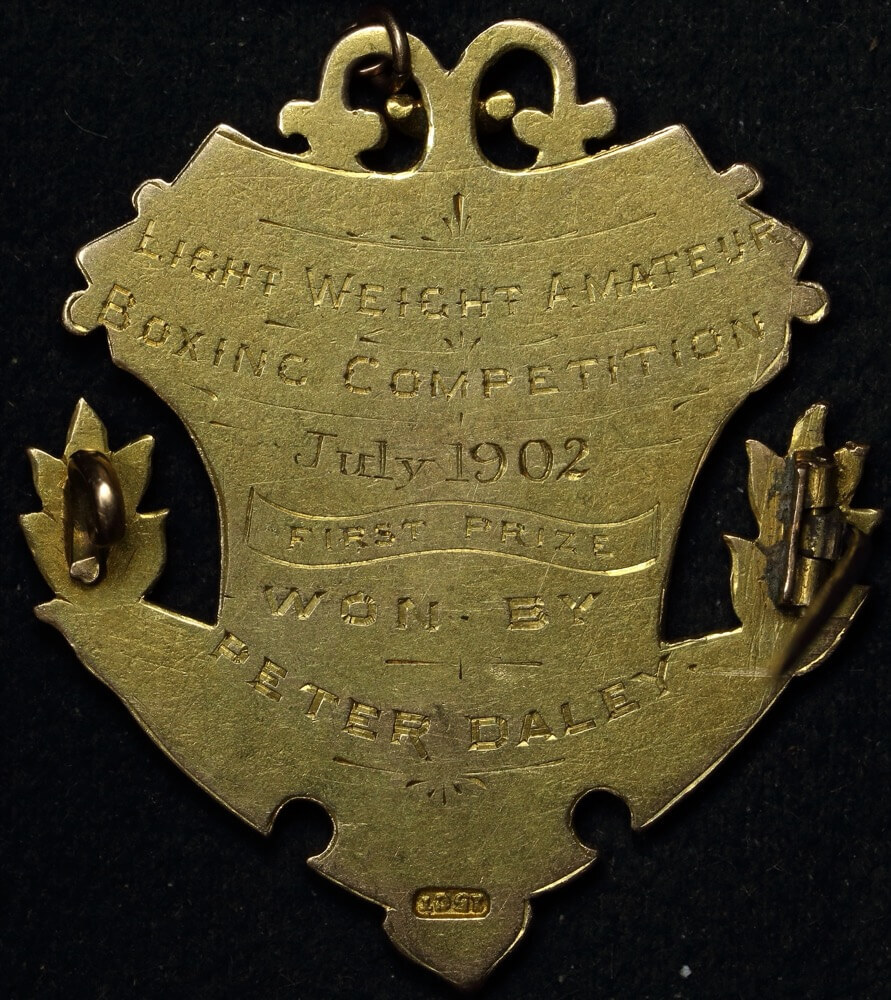 LIGHT WEIGHT AMATEUR
BOXING COMPETITION
July 1902
FIRST PRIZE
WON BY
PETER DALEY